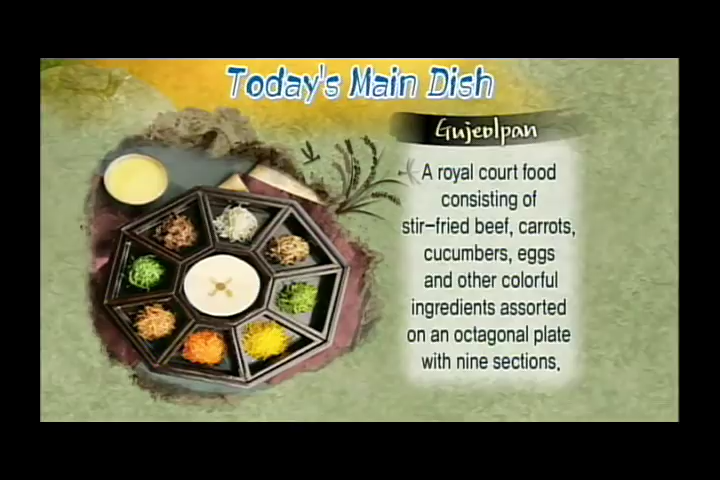 Today's Main Dish
Gujeolpan
A royal court food
consisting of
stir-fried beef, carrots,
cucumbers, eggs
and other colorful
ingredients assorted
on an octagonal plate
with nine sections.